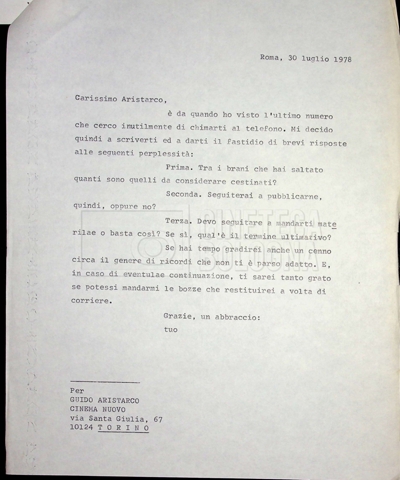 Roma, 30 luglio 1978
Carissimo Aristarco,
è da quando ho visto l'ultimo numero
che cerco inutilmente di chimarti al telefono. Mi decido
quindi a scriverti ed a darti il fastidio di brevi risposte
alle seguenti perplessità:
Prima. Tra i brani che hai saltato
quanti sono quelli da considerare cestinati?
Seconda. Seguiterai a pubblicarne,
quindi, oppure no?
Terza. Devo seguitare a mandarti mate
rilae o basta così? Se sì, qual'è il termine ultimativo?
Se hai tempo gradirei anche un cenno
circa il genere di ricordi che non ti è parso adatto. E,
in caso di eventulae continuazione, ti sarei tanto grato
se potessi mandarmi le bozze che restituirei a volta di
corriere.
Grazie, un abbraccio:
tuo
Per
GUIDO ARISTARCO
CINEMA NUOVO
via Santa Giulia, 67
10124 T O R I N O